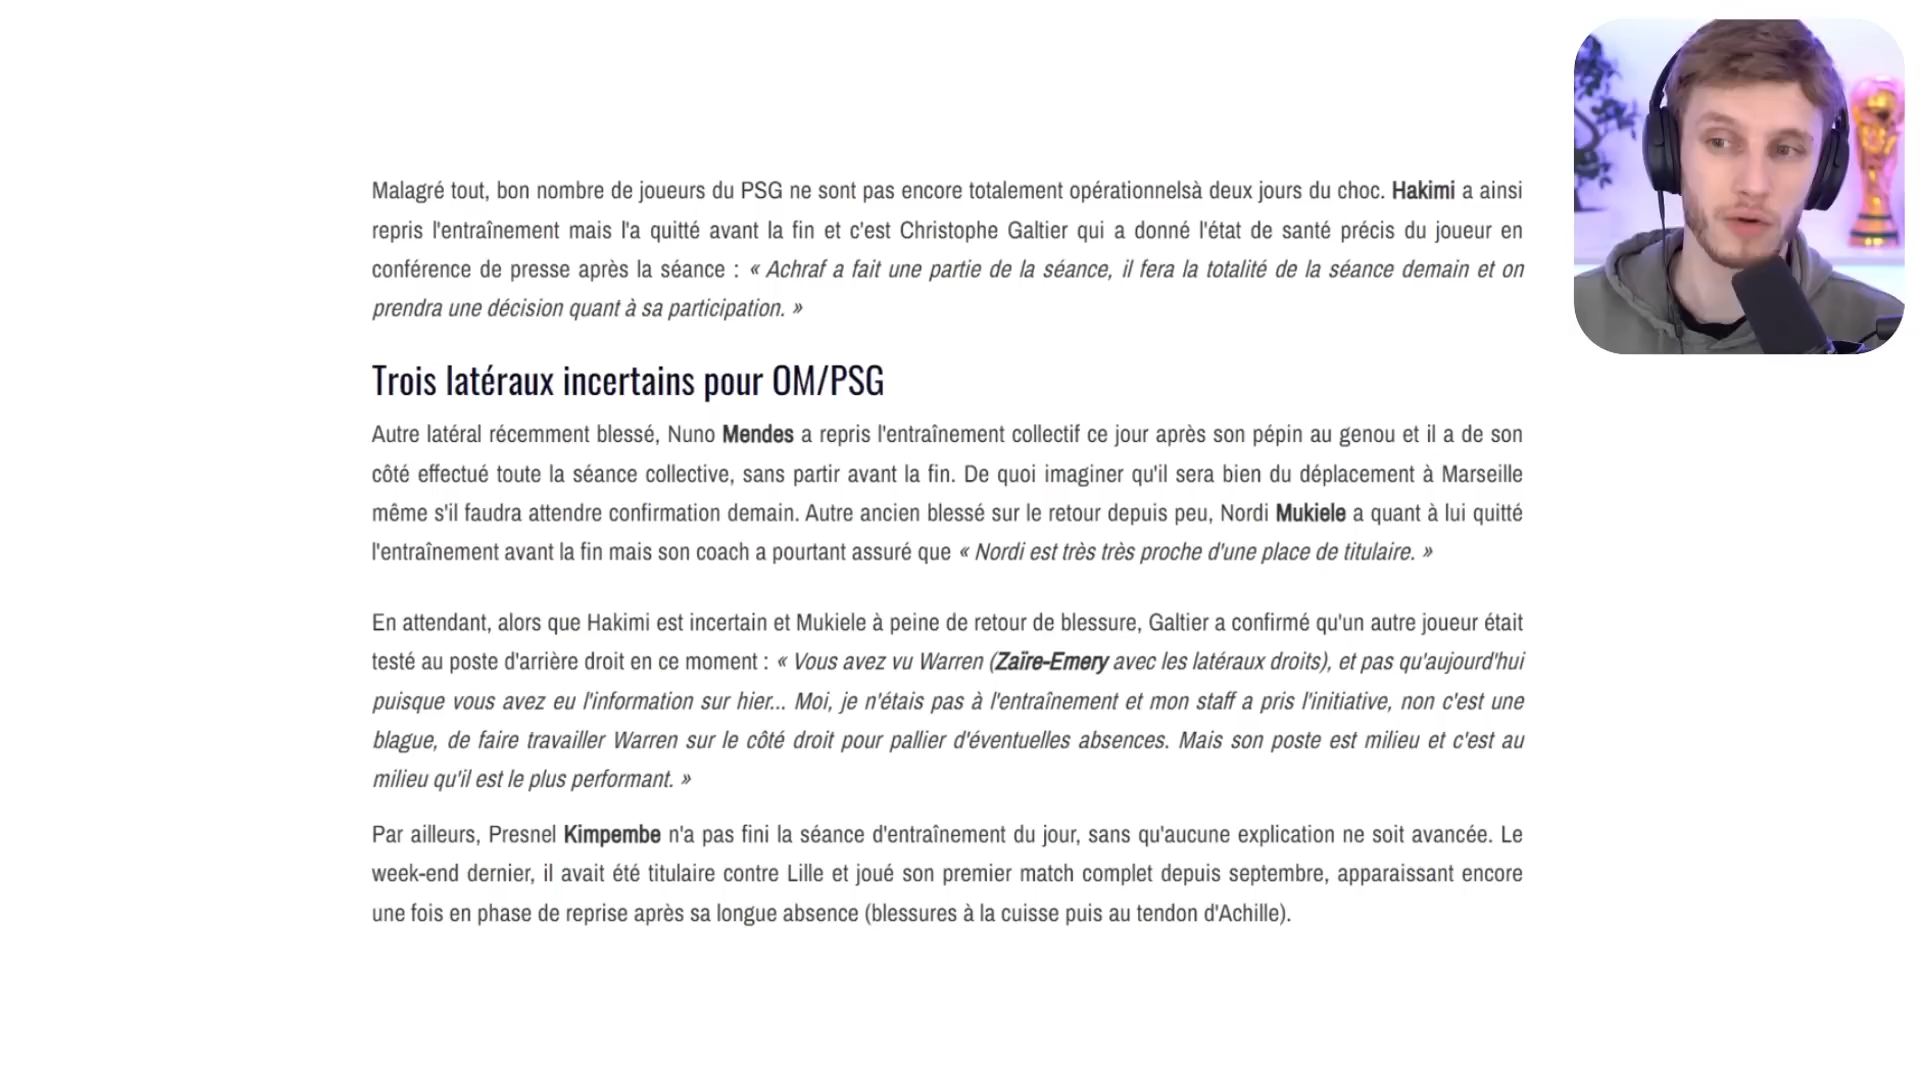 Malagré tout, bon nombre de joueurs du PSG ne sont pas encore totalement opérationnelsà deux jours du choc. Hakimi a ainsi
repris l'entraînement mais l'a quitté avant la fin et c'est Christophe Galtier qui a donné l'état de santé précis du joueur en
conférence de presse après la séance : « Achraf a fait une partie de la séance, il fera la totalité de la séance demain et on
prendra une décision quant à sa participation. »
Trois latéraux incertains pour OM/PSG
Autre latéral récemment blessé, Nuno Mendes a repris l'entraînement collectif ce jour après son pépin au genou et il a de son
côté effectué toute la séance collective, sans partir avant la fin. De quoi imaginer qu'il sera bien du déplacement à Marseille
même s'il faudra attendre confirmation demain. Autre ancien blessé sur le retour depuis peu, Nordi Mukiele a quant à lui quitté
l'entraînement avant la fin mais son coach a pourtant assuré que « Nordi est très très proche d'une place de titulaire. »
En attendant, alors que Hakimi est incertain et Mukiele à peine de retour de blessure, Galtier a confirmé qu'un autre joueur était
testé au poste d'arrière droit en ce moment : « Vous avez vu Warren (Zaïre-Emery avec les latéraux droits), et pas qu'aujourd'hui
puisque vous avez eu l'information sur hier... Moi, je n'étais pas à l'entraînement et mon staff a pris l'initiative, non c'est une
blague, de faire travailler Warren sur le côté droit pour pallier d'éventuelles absences. Mais son poste est milieu et c'est au
milieu qu'il est le plus performant. »
Par ailleurs, Presnel Kimpembe n'a pas fini la séance d'entraînement du jour, sans qu'aucune explication ne soit avancée. Le
week-end dernier, il avait été titulaire contre Lille et joué son premier match complet depuis septembre, apparaissant encore
une fois en phase de reprise après sa longue absence (blessures à la cuisse puis au tendon d'Achille).